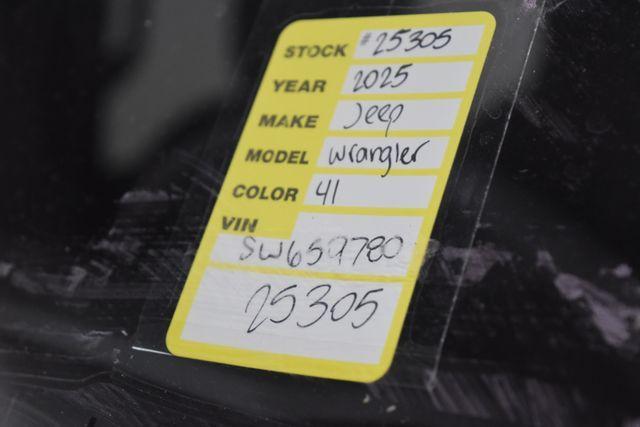 STOCK #25305
YEAR 2025
MAKE Jeep
MODEL Wrangler
COLOR 41
VIN
SW659780
25305